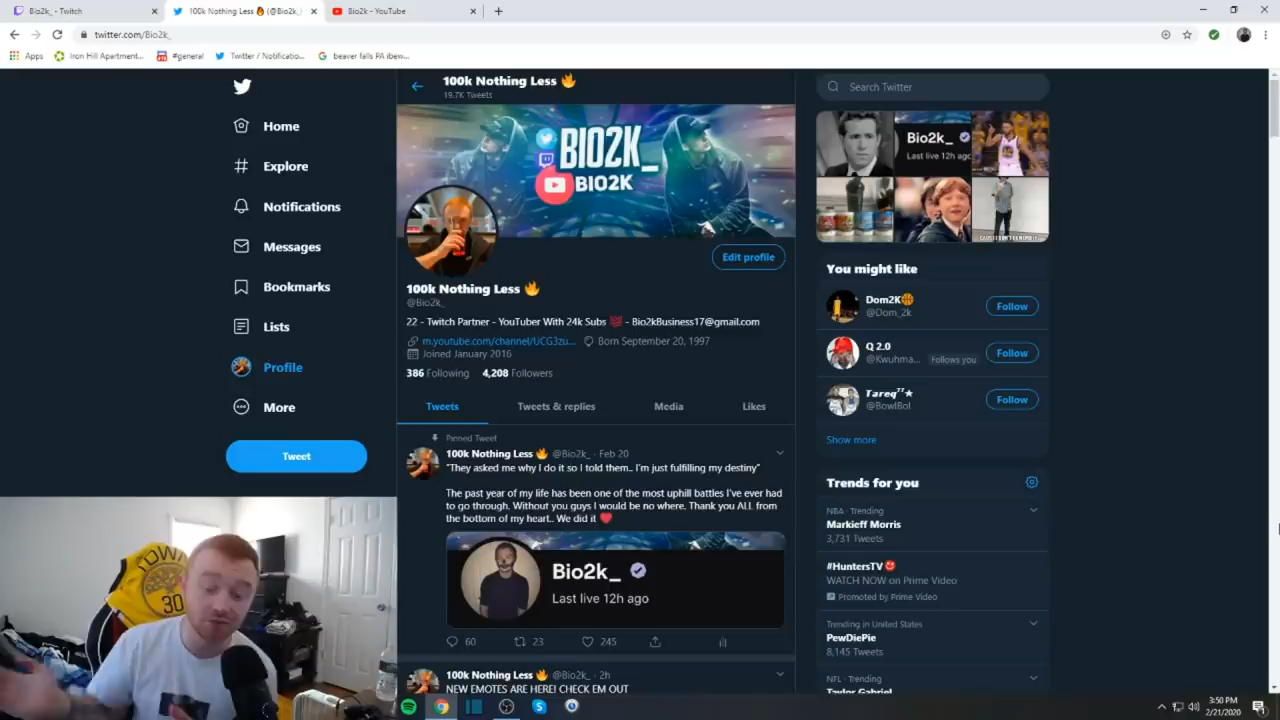 Bio2k_ - Twitch
100k Nothing Less 🔥 (@Bio2k_)
Bio2k - YouTube
twitter.com/Bio2k_
Apps
Iron Hill Apartment...
#general
Twitter / Notificatio...
beaver falls PA ibew...
100k Nothing Less 🔥
19.7K Tweets
Search Twitter
Home
Explore
Notifications
Messages
Bookmarks
Lists
Profile
More
Tweet
BIO2K_
BIO2K
Edit profile
100k Nothing Less 🔥
@Bio2k_
22 - Twitch Partner - YouTuber With 24k Subs 💯 - Bio2kBusiness17@gmail.com
m.youtube.com/channel/UCG3zu... Born September 20, 1997
Joined January 2016
386 Following 4,208 Followers
Tweets Tweets & replies Media Likes
Pinned Tweet
100k Nothing Less 🔥 @Bio2k_ · Feb 20
"They asked me why I do it so I told them.. I'm just fulfilling my destiny"
The past year of my life has been one of the most uphill battles I've ever had
to go through. Without you guys I would be no where. Thank you ALL from
the bottom of my heart.. We did it ❤️
Bio2k_
Last live 12h ago
60 23 245
100k Nothing Less 🔥 @Bio2k_ · 2h
NEW EMOTES ARE HERE! CHECK EM OUT
Bio2k_
Last live 12h ago
You might like
Dom2K🏀
@Dom_2k
Follow
Q 2.0
@Kwuhma... Follows you
Follow
Tareq⁷⁷★
@BowlBol
Follow
Show more
Trends for you
NBA · Trending
Markieff Morris
3,731 Tweets
#HuntersTV
WATCH NOW on Prime Video
Promoted by Prime Video
Trending in United States
PewDiePie
8,145 Tweets
NFL · Trending
Taylor Gabriel
30
3:50 PM
2/21/2020